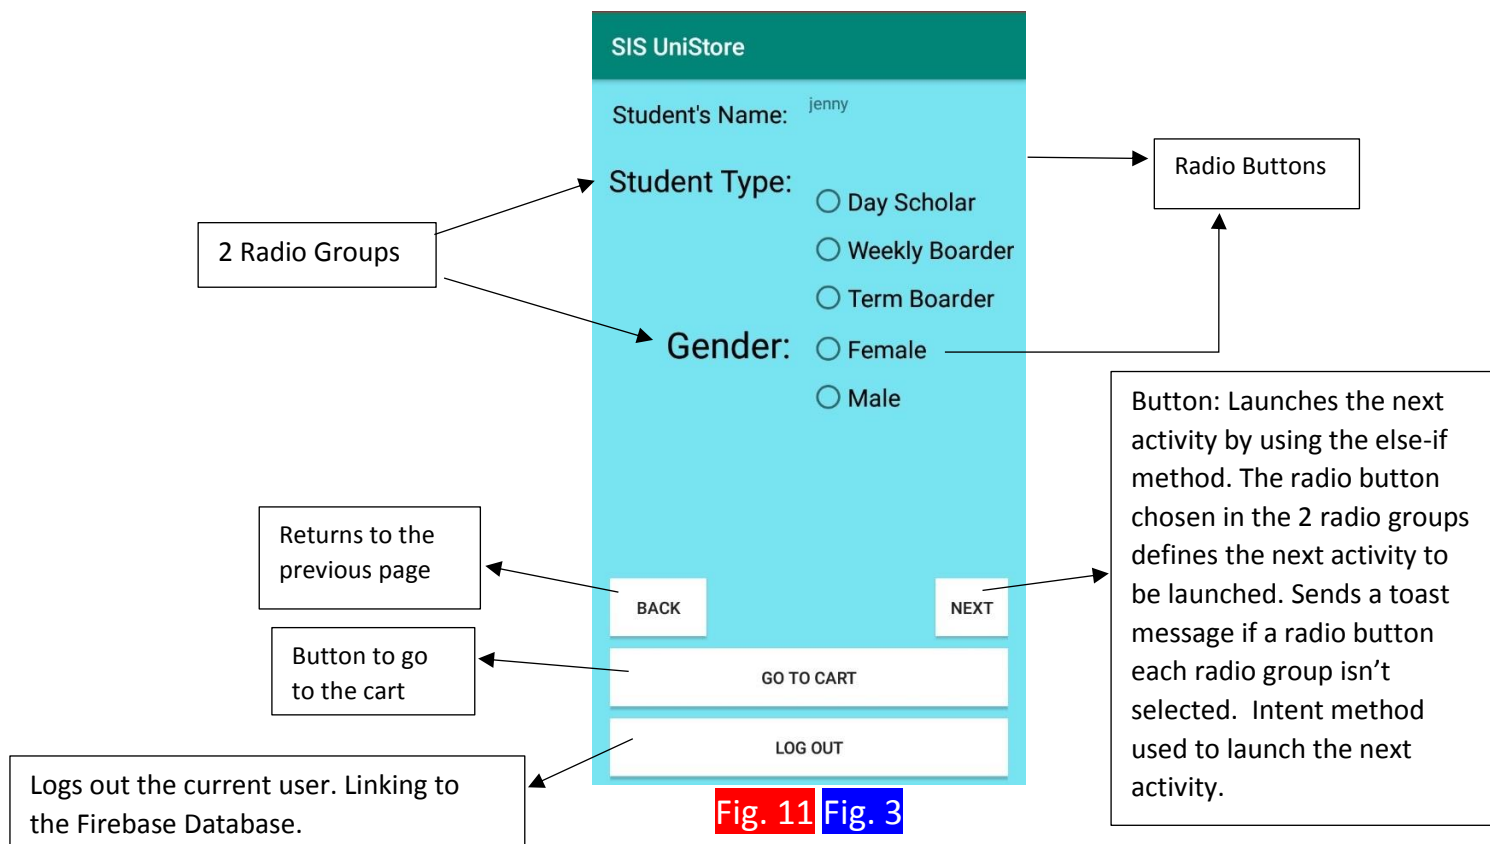 SIS UniStore
Student's Name:
jenny
Student Type:
Day Scholar
Weekly Boarder
Term Boarder
Gender:
Female
Male
BACK
NEXT
GO TO CART
LOG OUT
2 Radio Groups
Radio Buttons
Returns to the
previous page
Button to go
to the cart
Logs out the current user. Linking to
the Firebase Database.
Button: Launches the next
activity by using the else-if
method. The radio button
chosen in the 2 radio groups
defines the next activity to
be launched. Sends a toast
message if a radio button
each radio group isn’t
selected.  Intent method
used to launch the next
activity.
Fig. 11 Fig. 3